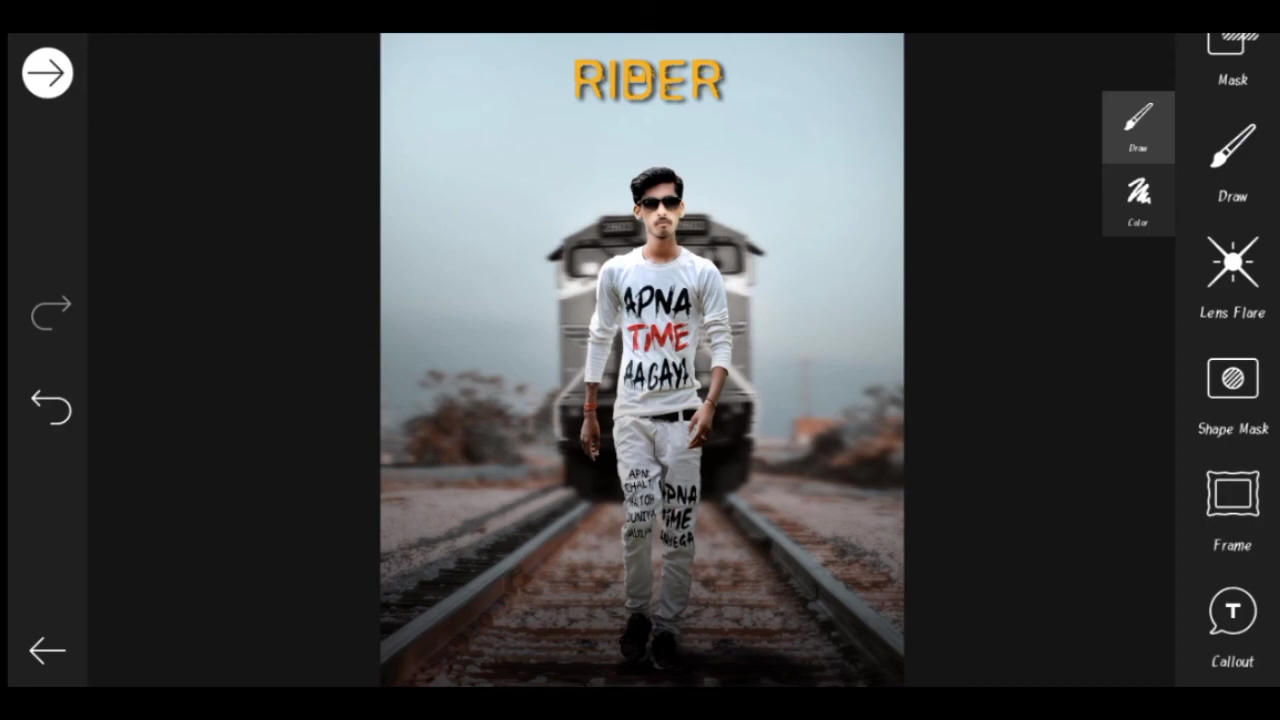 RIDER
APNA
TIME
AAGAYA
APNA
TIME
Mask
Draw
Lens Flare
Shape Mask
Frame
Callout
Draw
Color